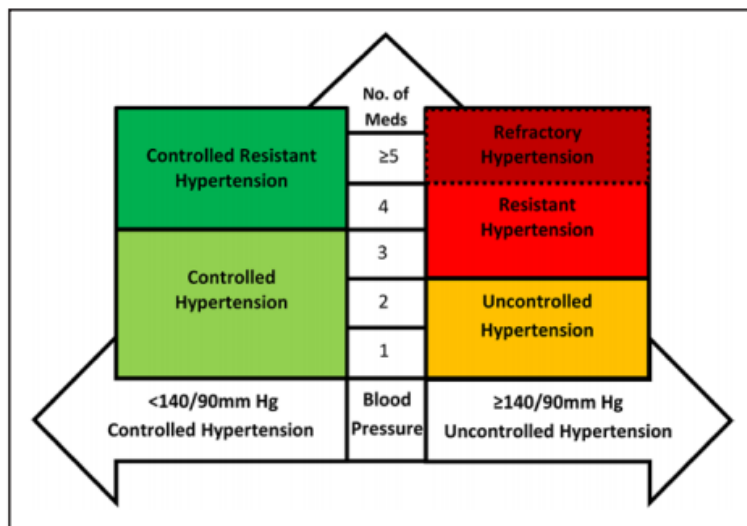 No. of
Meds
≥5
4
3
2
1
Controlled Resistant
Hypertension
Controlled
Hypertension
Refractory
Hypertension
Resistant
Hypertension
Uncontrolled
Hypertension
<140/90mm Hg
Controlled Hypertension
Blood
Pressure
≥140/90mm Hg
Uncontrolled Hypertension